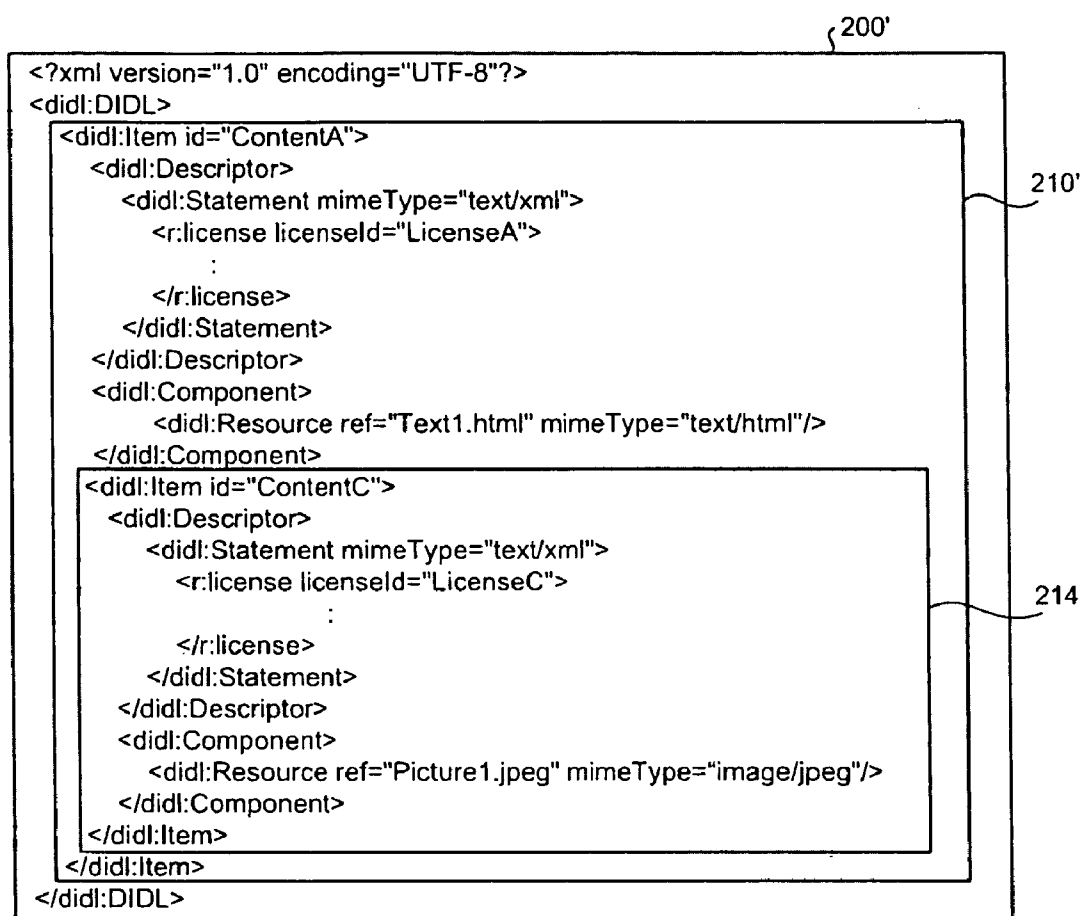 200'
<?xml version="1.0" encoding="UTF-8"?>
<didl:DIDL>
<didl:Item id="ContentA">
<didl:Descriptor>
<didl:Statement mimeType="text/xml">
210'
<r:license licenseId="LicenseA">
:
</r:license>
</didl:Statement>
</didl:Descriptor>
<didl:Component>
<didl:Resource ref="Text1.html" mimeType="text/html"/>
</didl:Component>
<didl:Item id="ContentC">
<didl:Descriptor>
<didl:Statement mimeType="text/xml">
<r:license licenseId="LicenseC">
214
:
</r:license>
</didl:Statement>
</didl:Descriptor>
<didl:Component>
<didl:Resource ref="Picture1.jpeg" mimeType="image/jpeg"/>
</didl:Component>
</didl:Item>
</didl:Item>
</didl:DIDL>